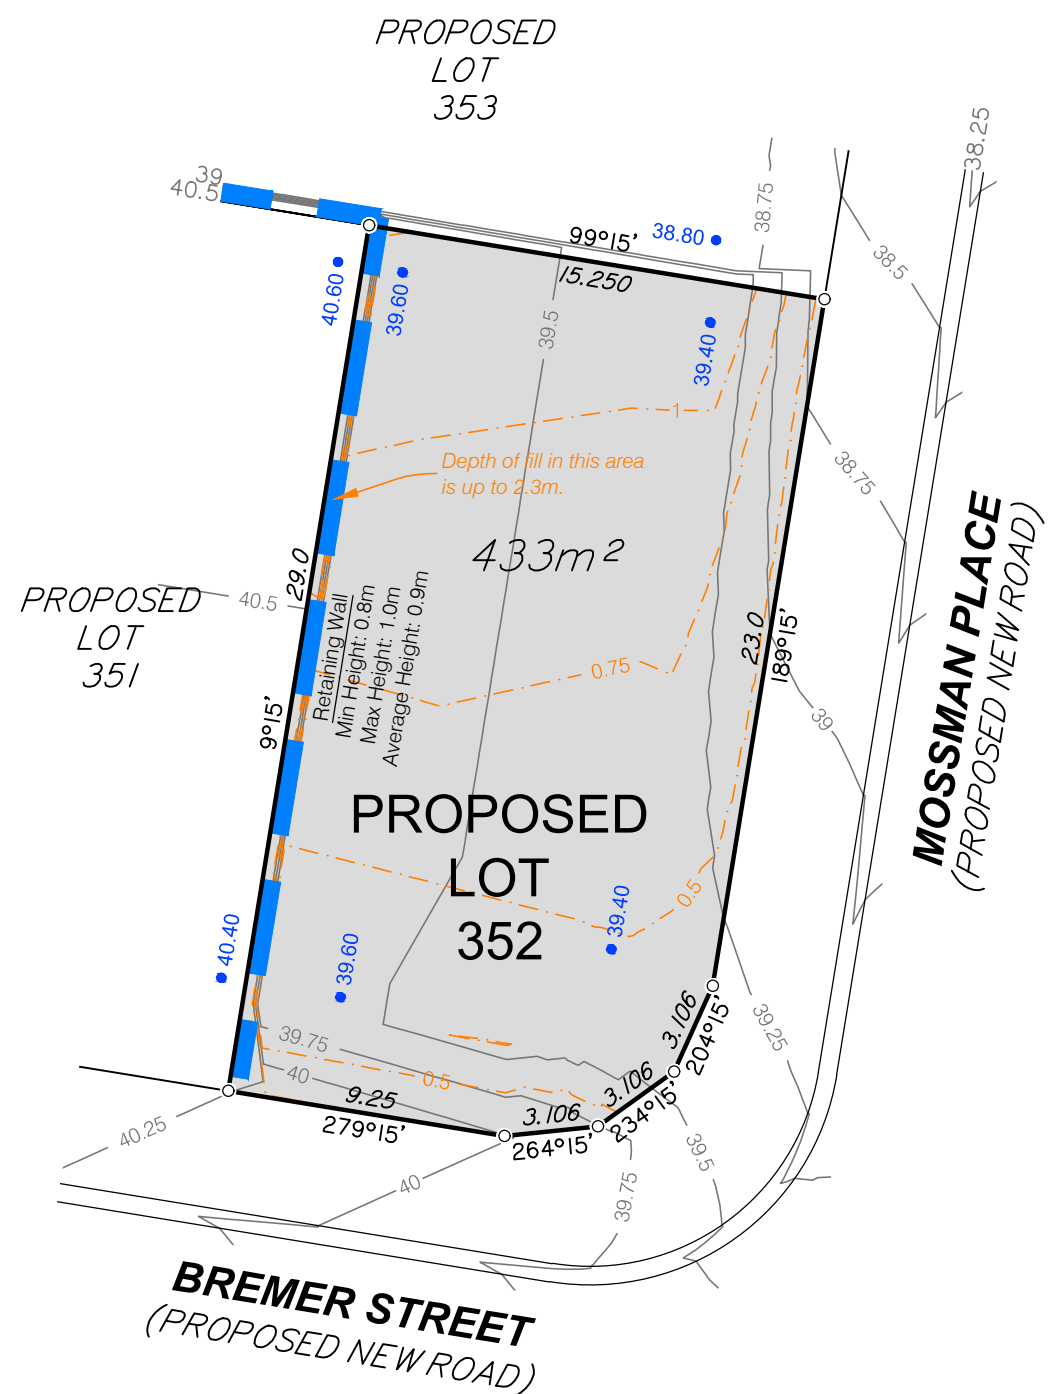 PROPOSED
LOT
353
38.25
39
40.5
38.75
99°15'
38.80
38.5
15.250
40.60
39.60
39.5
39.40
1
Depth of fill in this area
is up to 2.3m.
38.75
433m²
29.0
PROPOSED
LOT
351
40.5
Retaining Wall
Min Height: 0.8m
Max Height: 1.0m
Average Height: 0.9m
0.75
23.0
189°15'
MOSSMAN PLACE
(PROPOSED NEW ROAD)
9°15'
39
PROPOSED
LOT
352
0.5
40.40
39.60
39.40
39.25
3.106
204°15'
39.75
40
0.5
9.25
279°15'
3.106
264°15'
3.106
234°15'
40.25
40
39.75
39.5
BREMER STREET
(PROPOSED NEW ROAD)